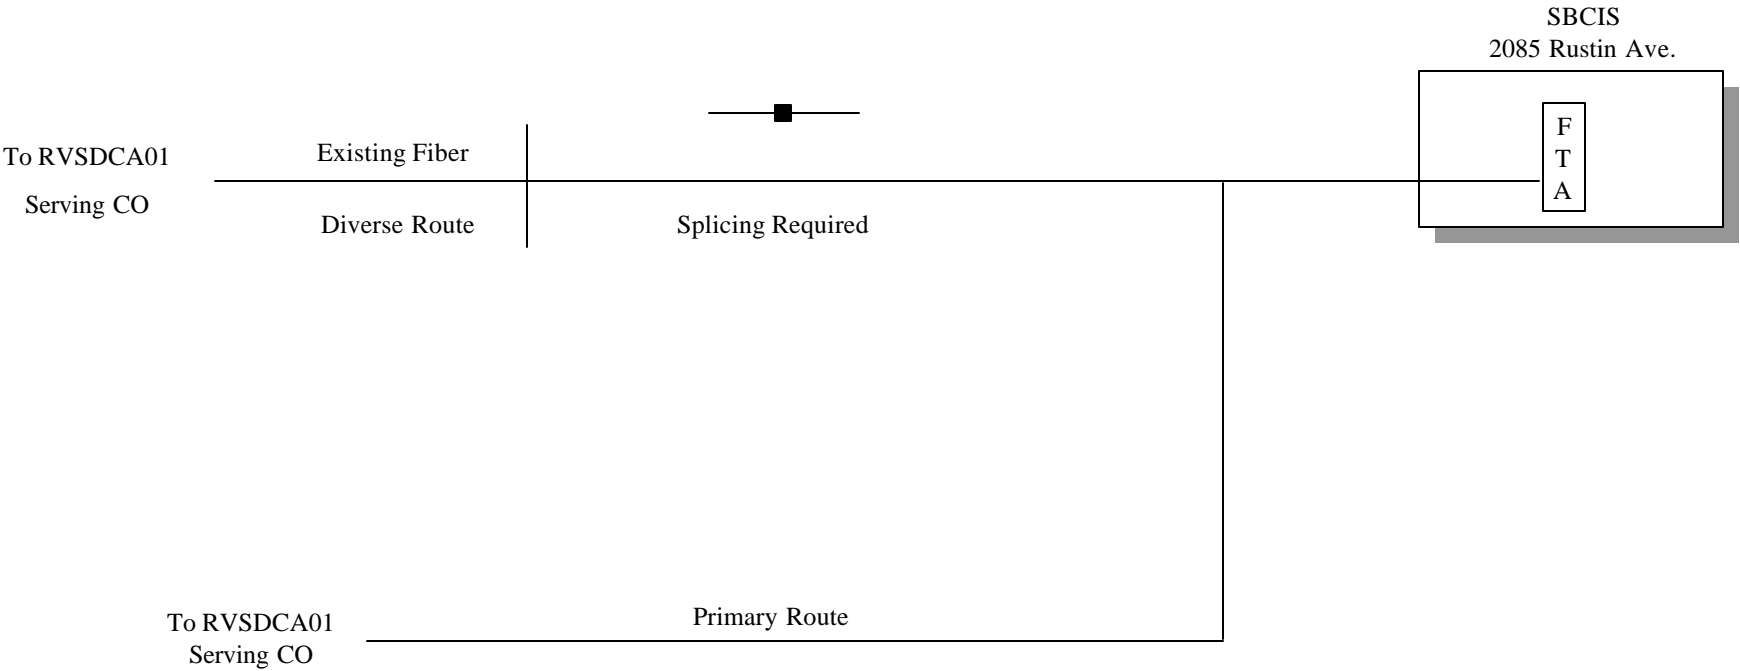 SBCIS
2085 Rustin Ave.
F
T
A
To RVSDCA01
Serving CO
Existing Fiber
Diverse Route
Splicing Required
Primary Route
To RVSDCA01
Serving CO